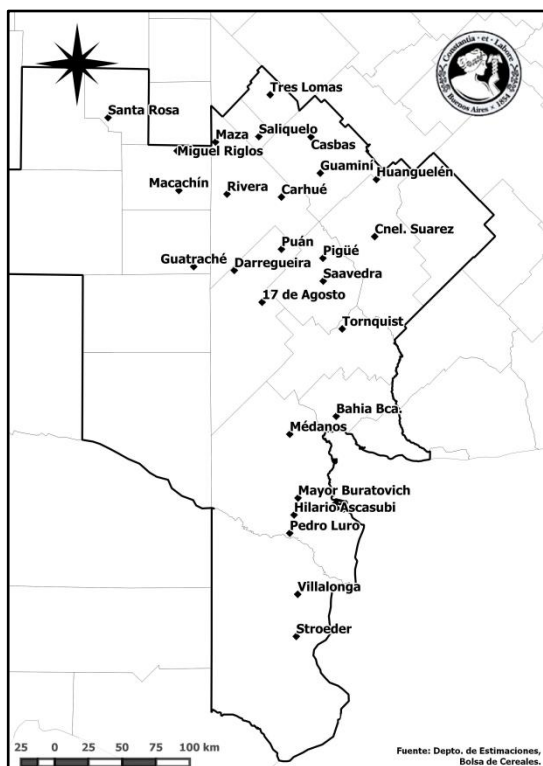 Constantia - et - Labore
Buenos Aires * 1854
Tres Lomas
Santa Rosa
Maza
Saliquelo
Casbas
Miguel Riglos
Guamini
Huanguelén
Macachín
Rivera
Carhué
Cnel. Suarez
Puán
Pigüé
Guatraché
Darregueira
Saavedra
17 de Agosto
Tornquist
Bahia Bca.
Médanos
Mayor Buratovich
Hilario Ascasubi
Pedro Luro
Villalonga
Stroeder
25 0 25 50 75 100 km
Fuente: Depto. de Estimaciones,
Bolsa de Cereales.